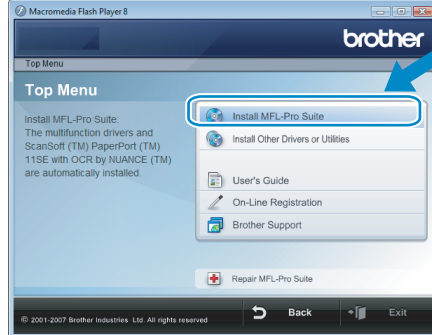 Macromedia Flash Player 8
brother
Top Menu
Top Menu
Install MFL-Pro Suite:
The multifunction drivers and
ScanSoft (TM) PaperPort (TM)
11SE with OCR by NUANCE (TM)
are automatically installed.
Install MFL-Pro Suite
Install Other Drivers or Utilities
User's Guide
On-Line Registration
Brother Support
Repair MFL-Pro Suite
© 2001-2007 Brother Industries Ltd. All rights reserved
Back
Exit